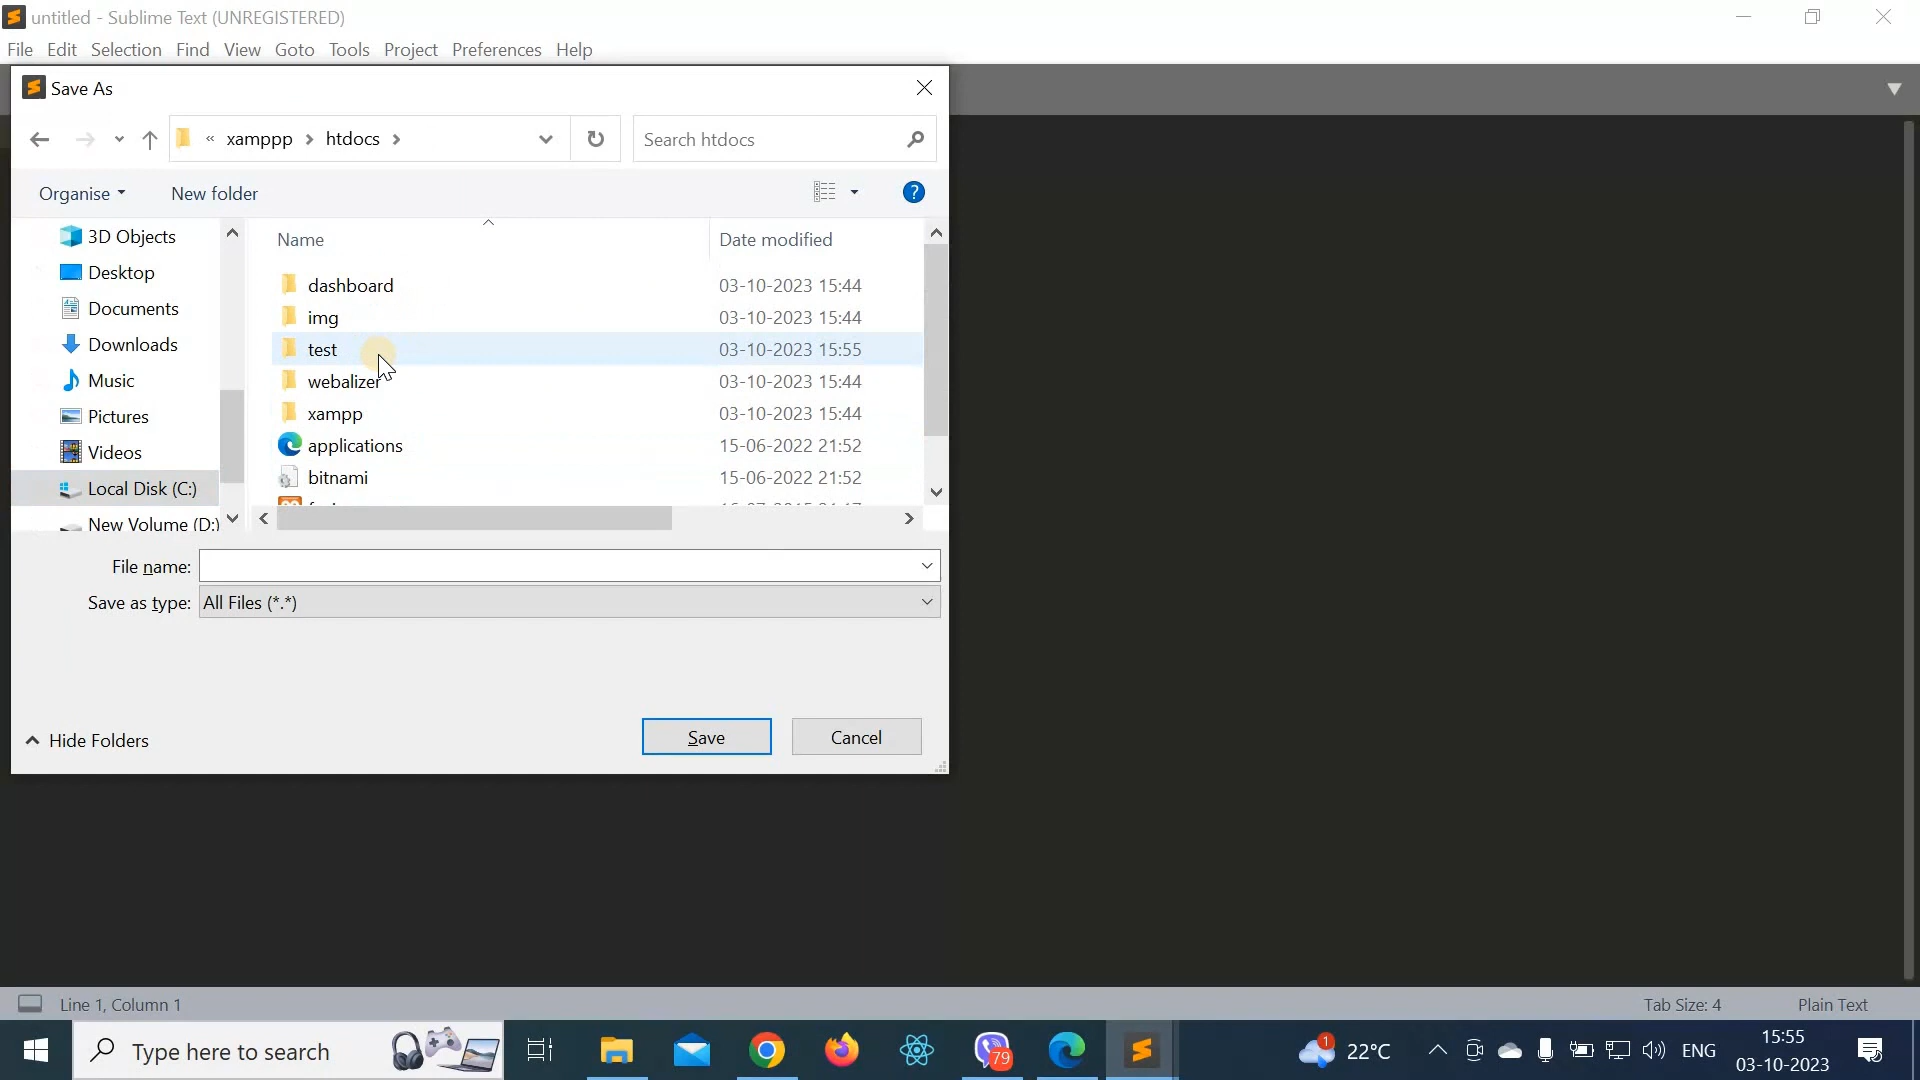 untitled - Sublime Text (UNREGISTERED)
File Edit Selection Find View Goto Tools Project Preferences Help
Save As
« xamppp > htdocs >
Search htdocs
Organise
New folder
Name
Date modified
3D Objects
Desktop
Documents
Downloads
Music
Pictures
Videos
Local Disk (C:)
New Volume (D:)
dashboard 03-10-2023 15:44
img 03-10-2023 15:44
test 03-10-2023 15:55
webalizer 03-10-2023 15:44
xampp 03-10-2023 15:44
applications 15-06-2022 21:52
bitnami 15-06-2022 21:52
File name:
Save as type: All Files (*.*)
Hide Folders
Save
Cancel
Line 1, Column 1
Tab Size: 4
Plain Text
Type here to search
79
1
22°C
ENG
15:55
03-10-2023